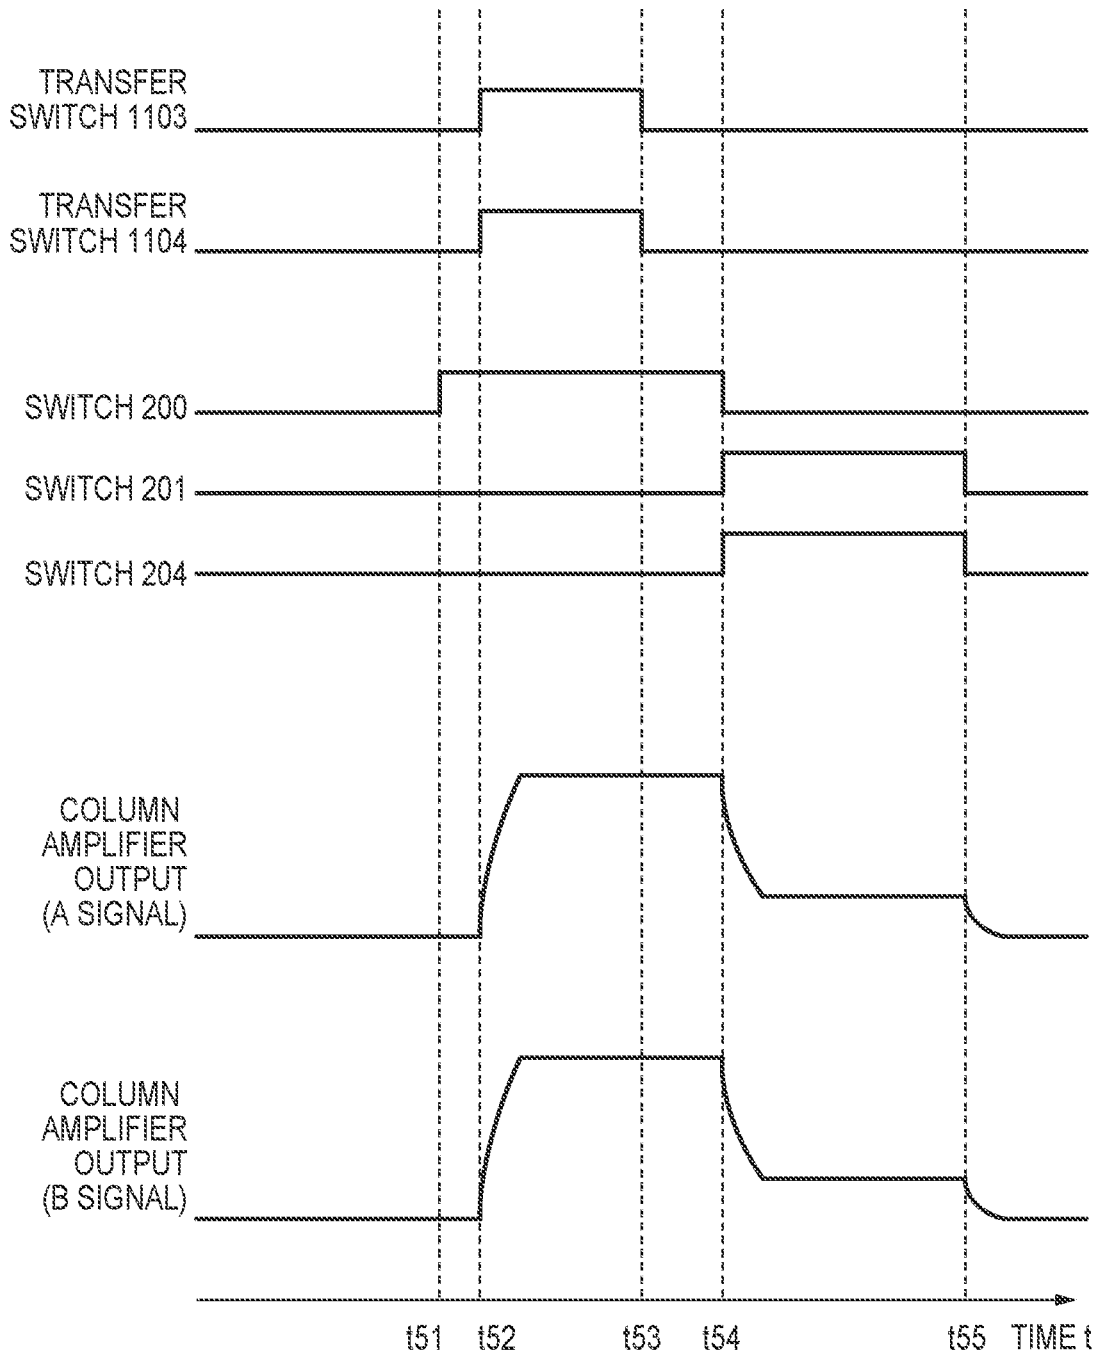 TRANSFER
SWITCH 1103
TRANSFER
SWITCH 1104
SWITCH 200
SWITCH 201
SWITCH 204
COLUMN
AMPLIFIER
OUTPUT
(A SIGNAL)
COLUMN
AMPLIFIER
OUTPUT
(B SIGNAL)
t51 t52 t53 t54 t55 TIME t